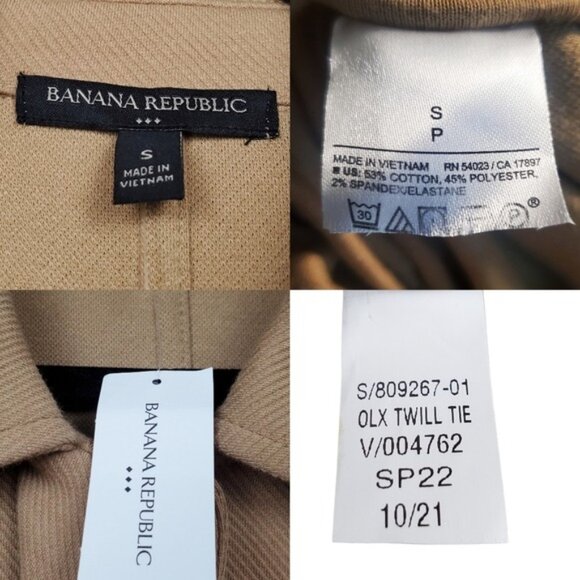 BANANA REPUBLIC
S
MADE IN
VIETNAM
S
P
MADE IN VIETNAM RN 54023 / CA 17897
■ US: 53% COTTON, 45% POLYESTER,
2% SPANDEX/ELASTANE
30
P
®
BANANA REPUBLIC
S/809267-01
OLX TWILL TIE
V/004762
SP22
10/21